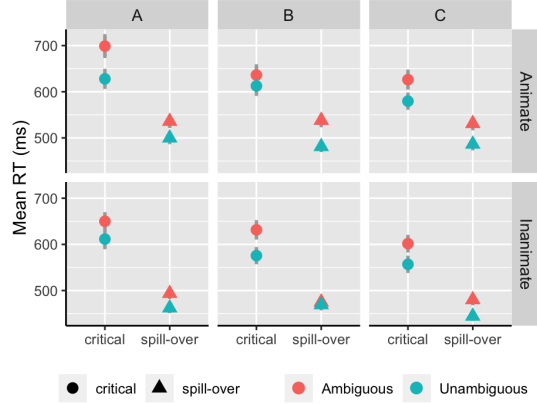 A B C
700
600
500
Animate
700
600
500
Inanimate
Mean RT (ms)
critical spill-over critical spill-over critical spill-over
critical spill-over Ambiguous Unambiguous